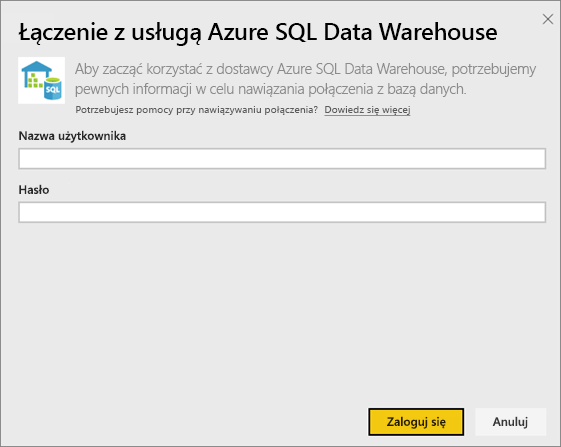 Łączenie z usługą Azure SQL Data Warehouse
Aby zacząć korzystać z dostawcy Azure SQL Data Warehouse, potrzebujemy
pewnych informacji w celu nawiązania połączenia z bazą danych.
SQL
Potrzebujesz pomocy przy nawiązywaniu połączenia? Dowiedz się więcej
Nazwa użytkownika
Hasło
Zaloguj się Anuluj